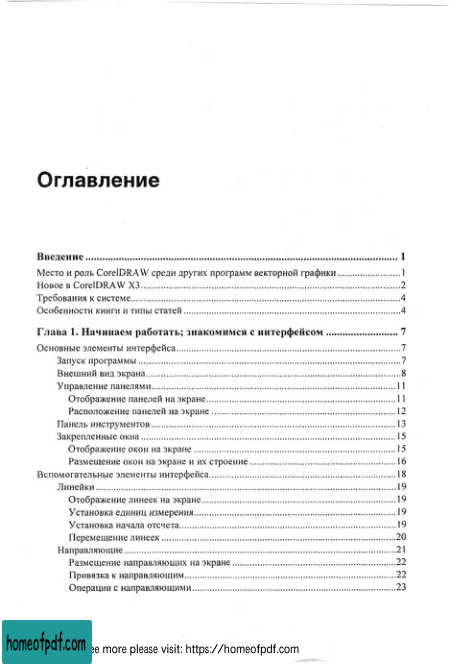 Оглавление
Введение 1
Место и роль CorelDRAW среди других программ векторной графики 1
Новое в CorelDRAW X3 2
Требования к системе 4
Особенности книги и типы статей 4
Глава 1. Начинаем работать; знакомимся с интерфейсом 7
Основные элементы интерфейса 7
Запуск программы 7
Внешний вид экрана 8
Управление панелями 11
Отображение панелей на экране 11
Расположение панелей на экране 12
Панель инструментов 13
Закрепленные окна 15
Отображение окон на экране 15
Размещение окон на экране и их строение 16
Вспомогательные элементы интерфейса 18
Линейки 19
Отображение линеек на экране 19
Установка единиц измерения 19
Установка начала отсчета 19
Перемещение линеек 20
Направляющие 21
Размещение направляющих на экране 22
Привязка к направляющим 22
Операции с направляющими 23
homeofpdf.com
ee more please visit: https://homeofpdf.com